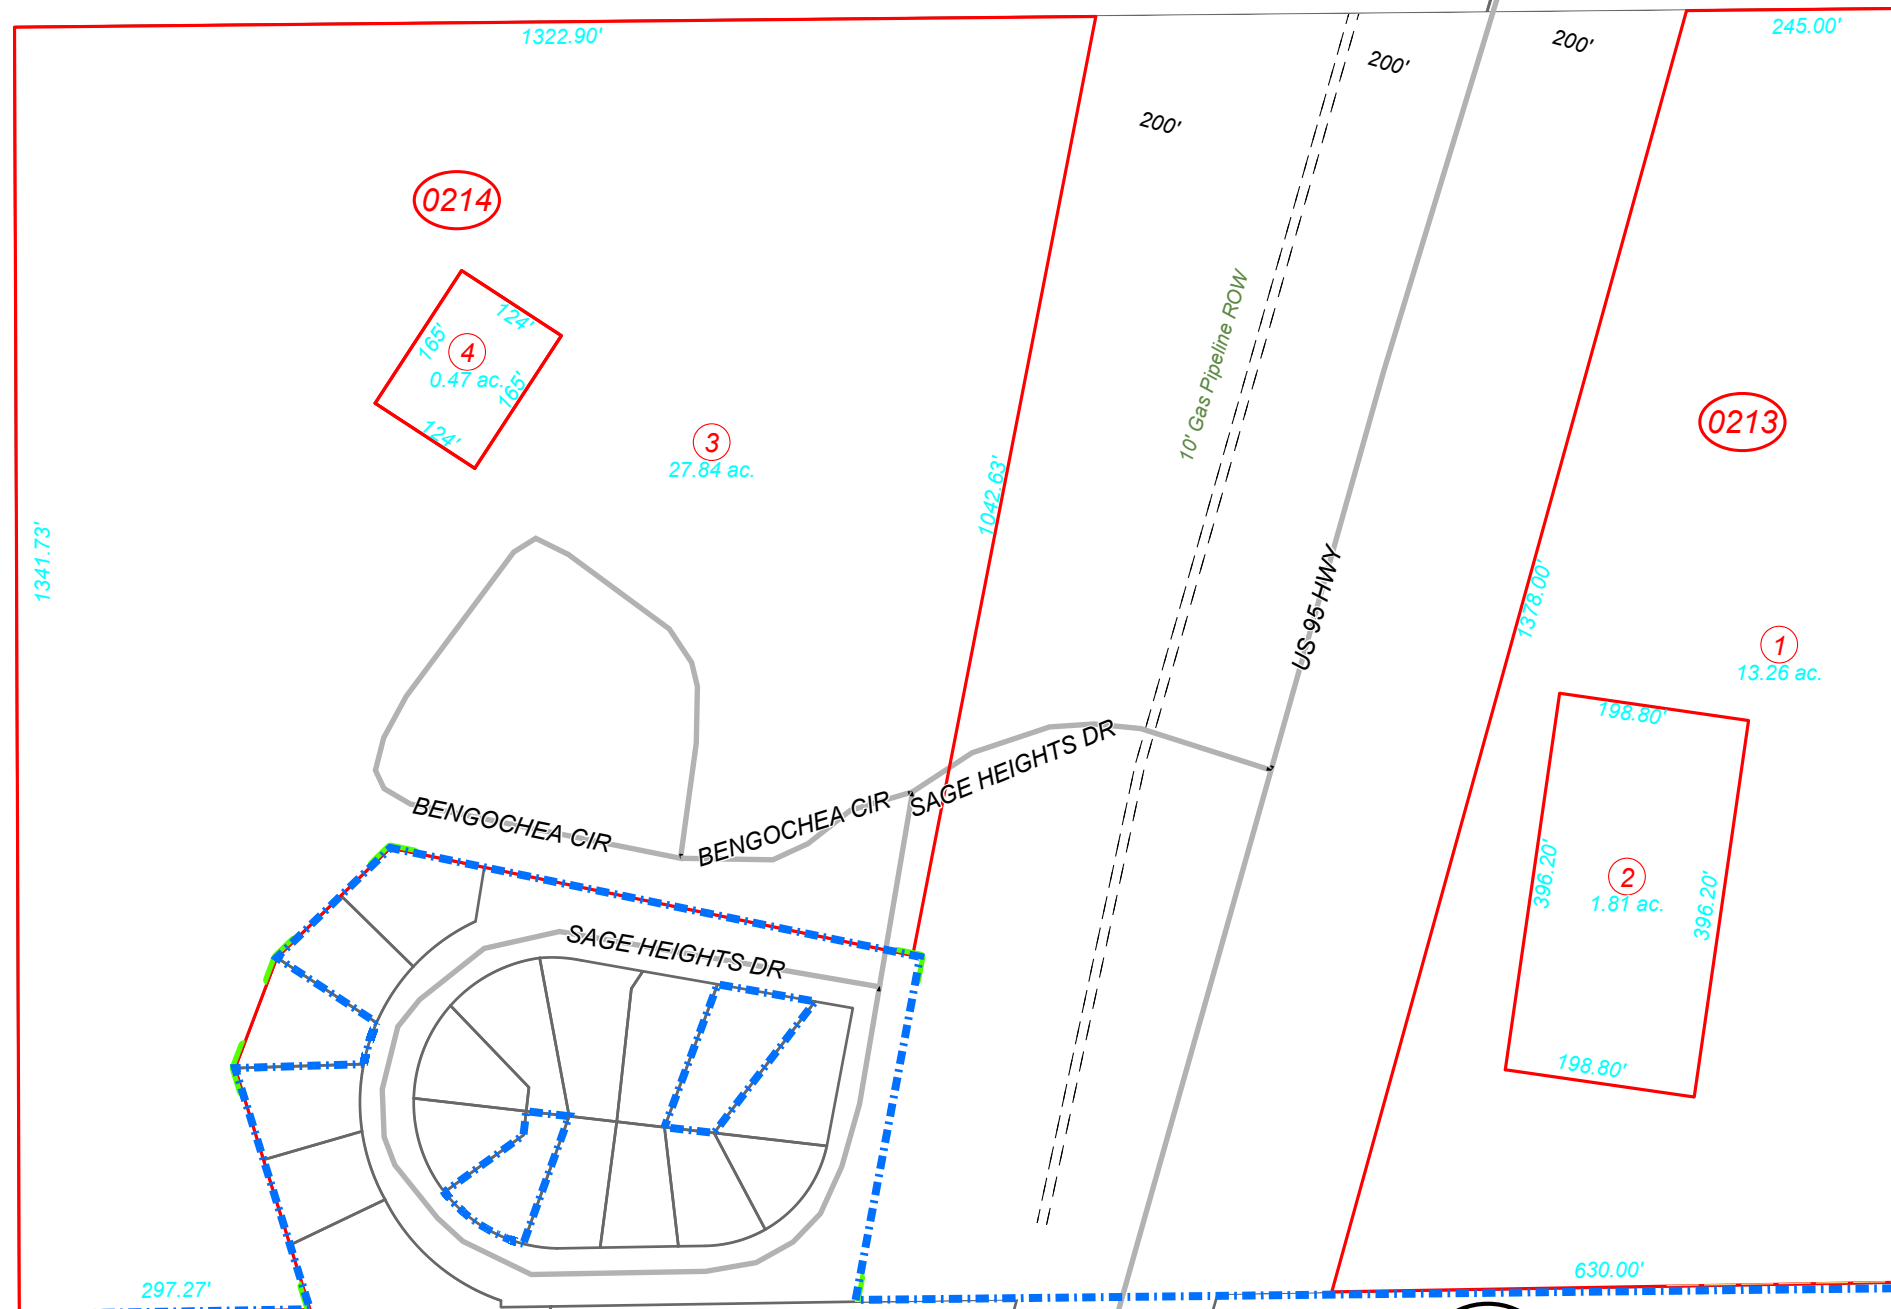 1322.90'
245.00'
200'
200'
200'
0214
10' Gas Pipeline ROW
124'
165'
4
0.47 ac.
165'
124'
3
27.84 ac.
0213
1042.63'
1341.73'
US 95 HWY
1378.00'
1
13.26 ac.
198.80'
SAGE HEIGHTS DR
BENGOCHEA CIR
BENGOCHEA CIR
396.20'
2
1.81 ac.
396.20'
SAGE HEIGHTS DR
198.80'
297.27'
630.00'